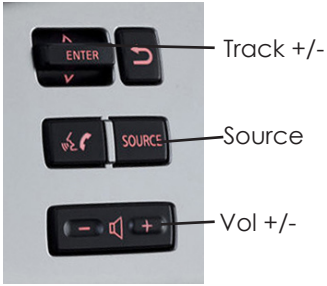 ENTER
Track +/-
SOURCE
Source
- +
Vol +/-